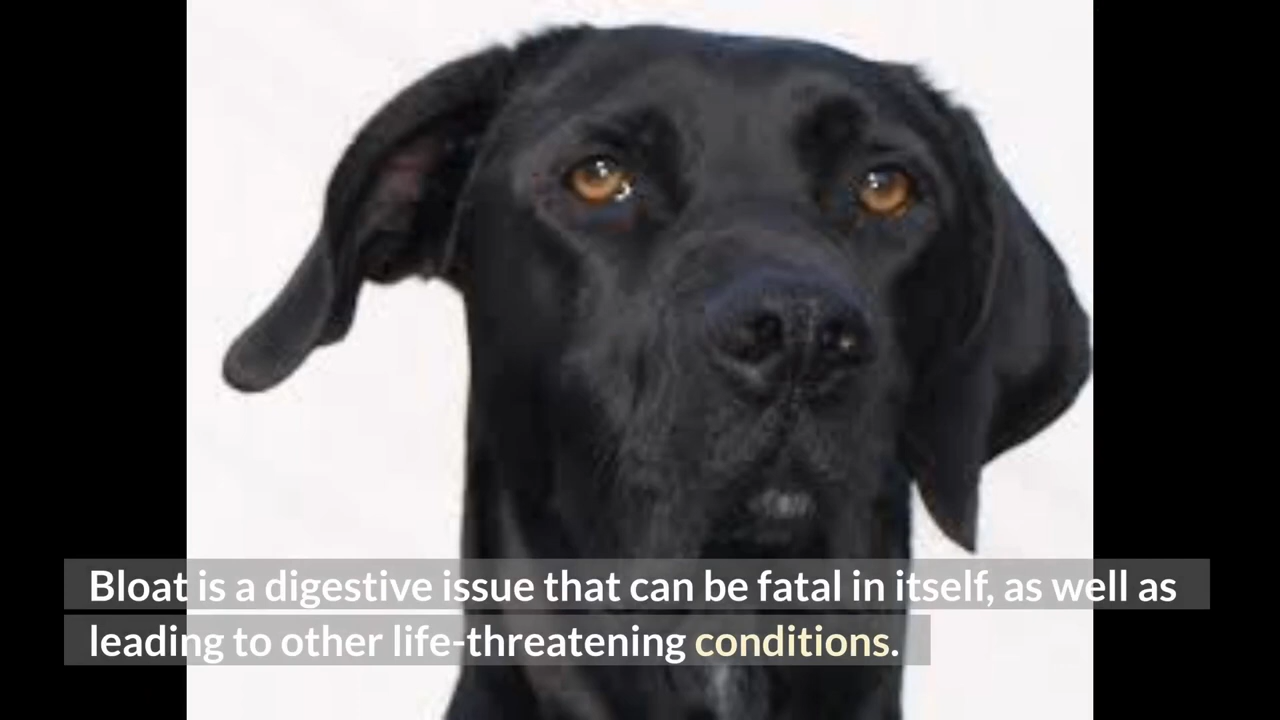 Bloat is a digestive issue that can be fatal in itself, as well as
leading to other life-threatening conditions.